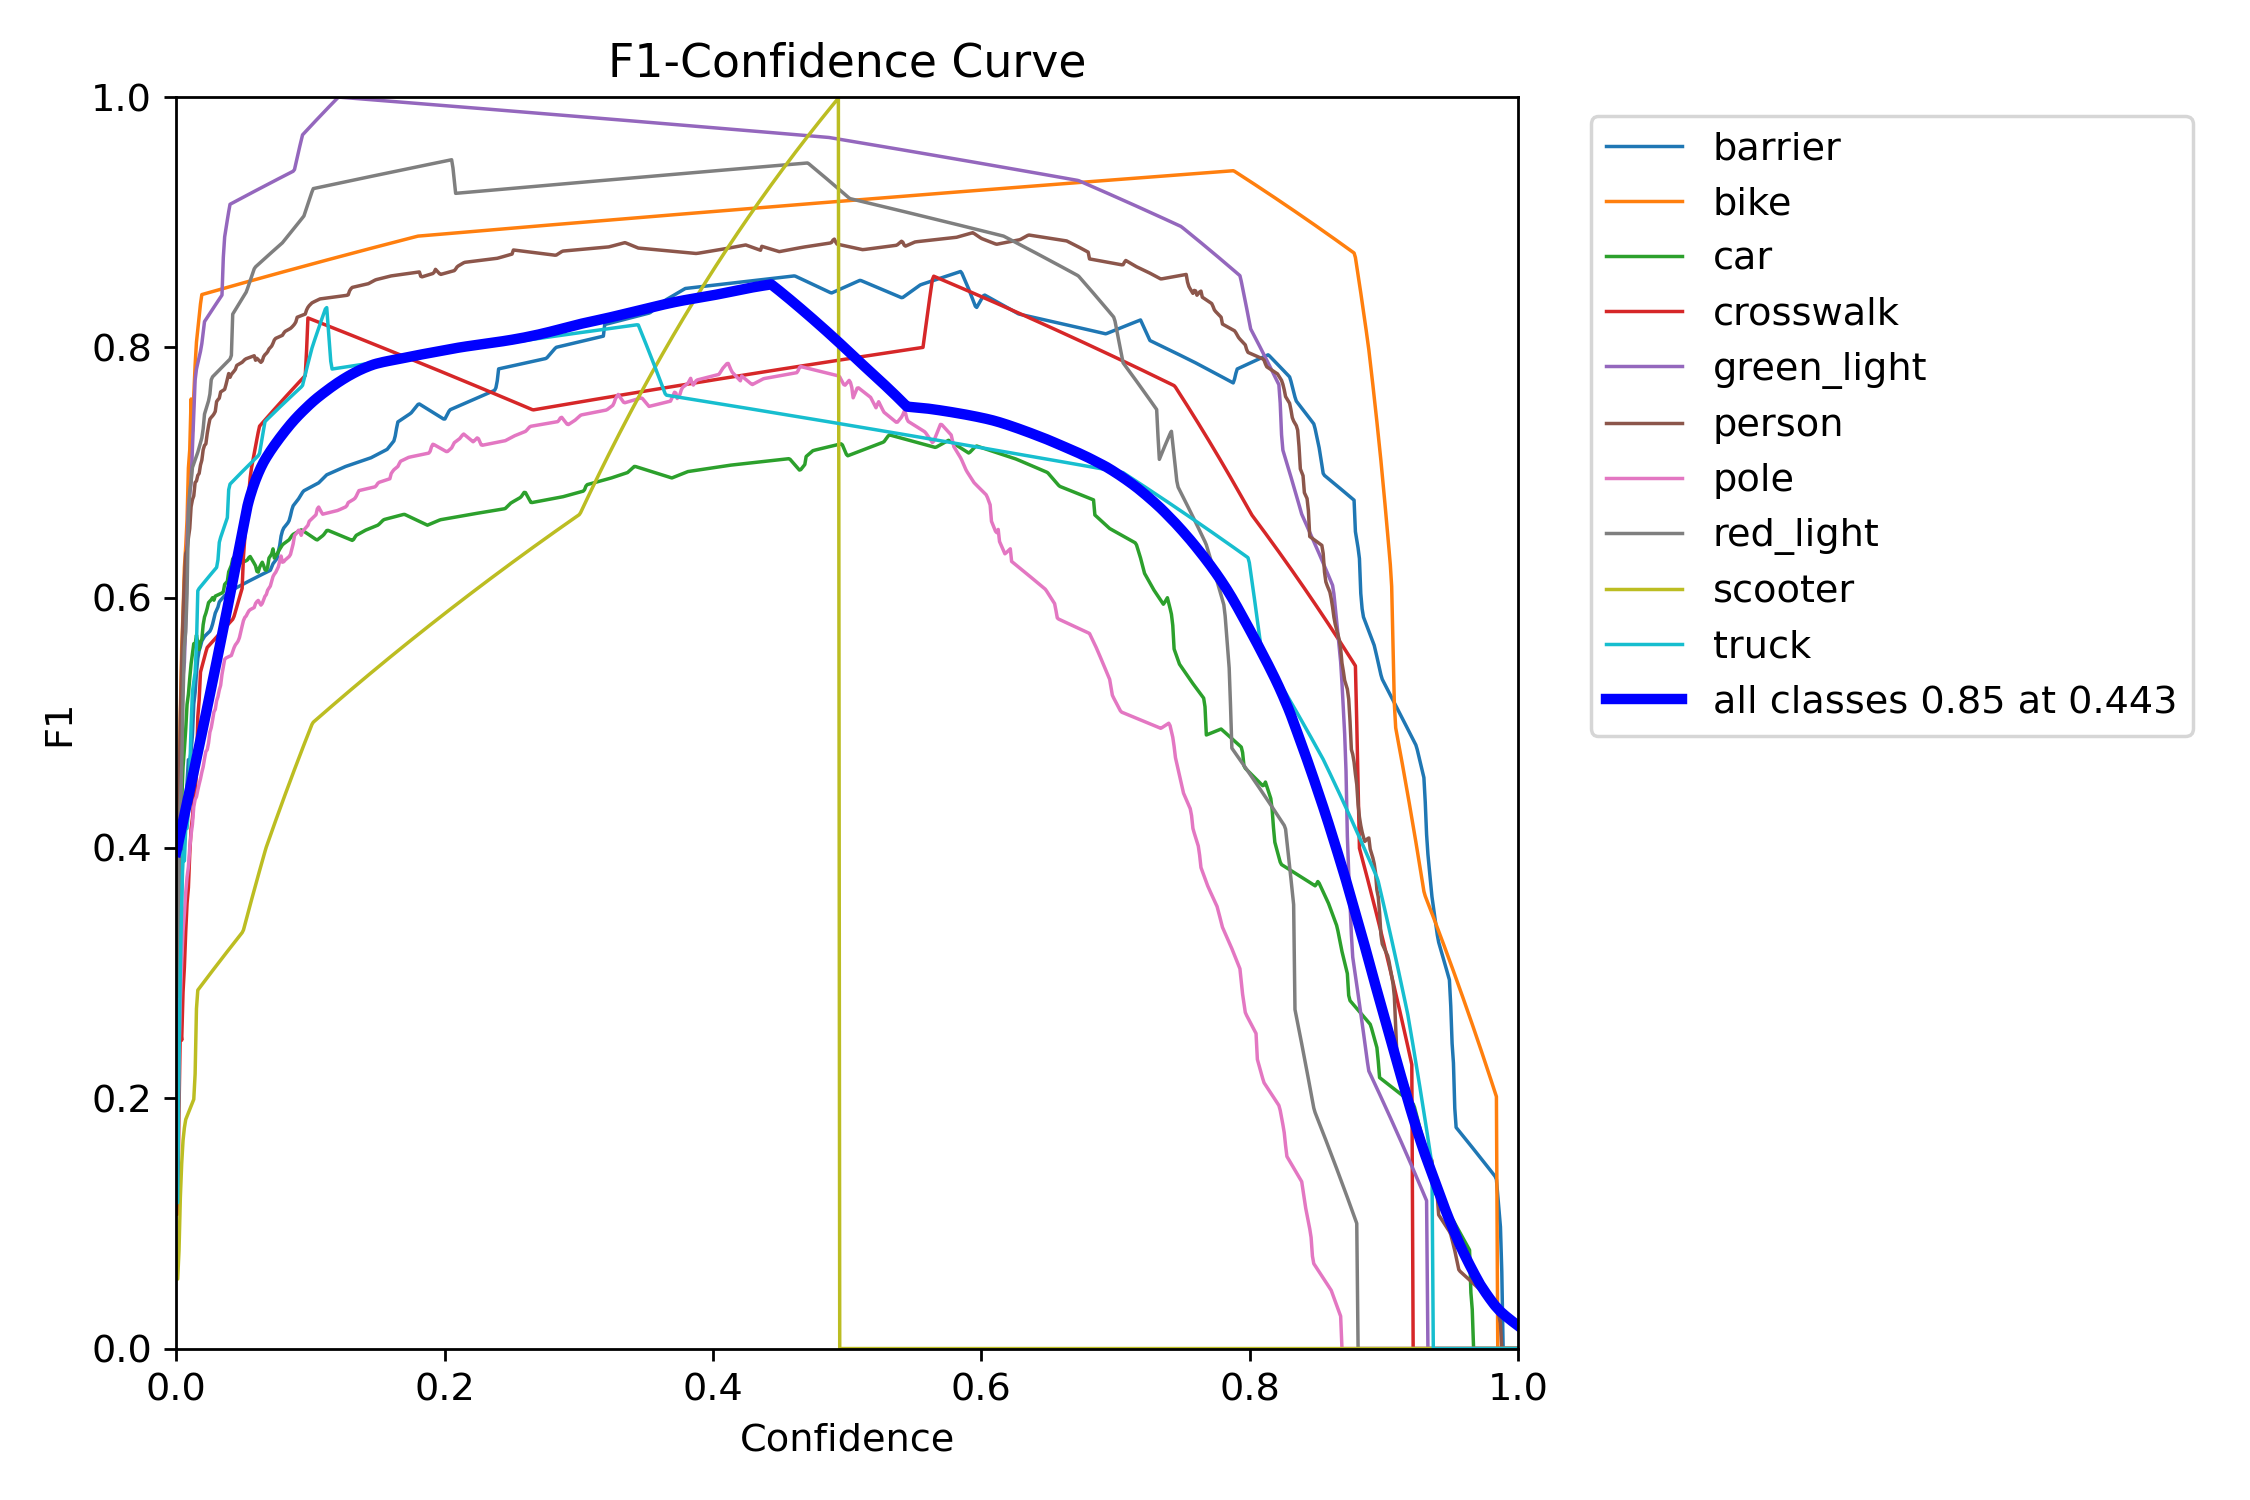 F1-Confidence Curve
1.0
0.8
0.6
0.4
0.2
0.0
F1
0.0 0.2 0.4 0.6 0.8 1.0
Confidence
barrier
bike
car
crosswalk
green_light
person
pole
red_light
scooter
truck
all classes 0.85 at 0.443